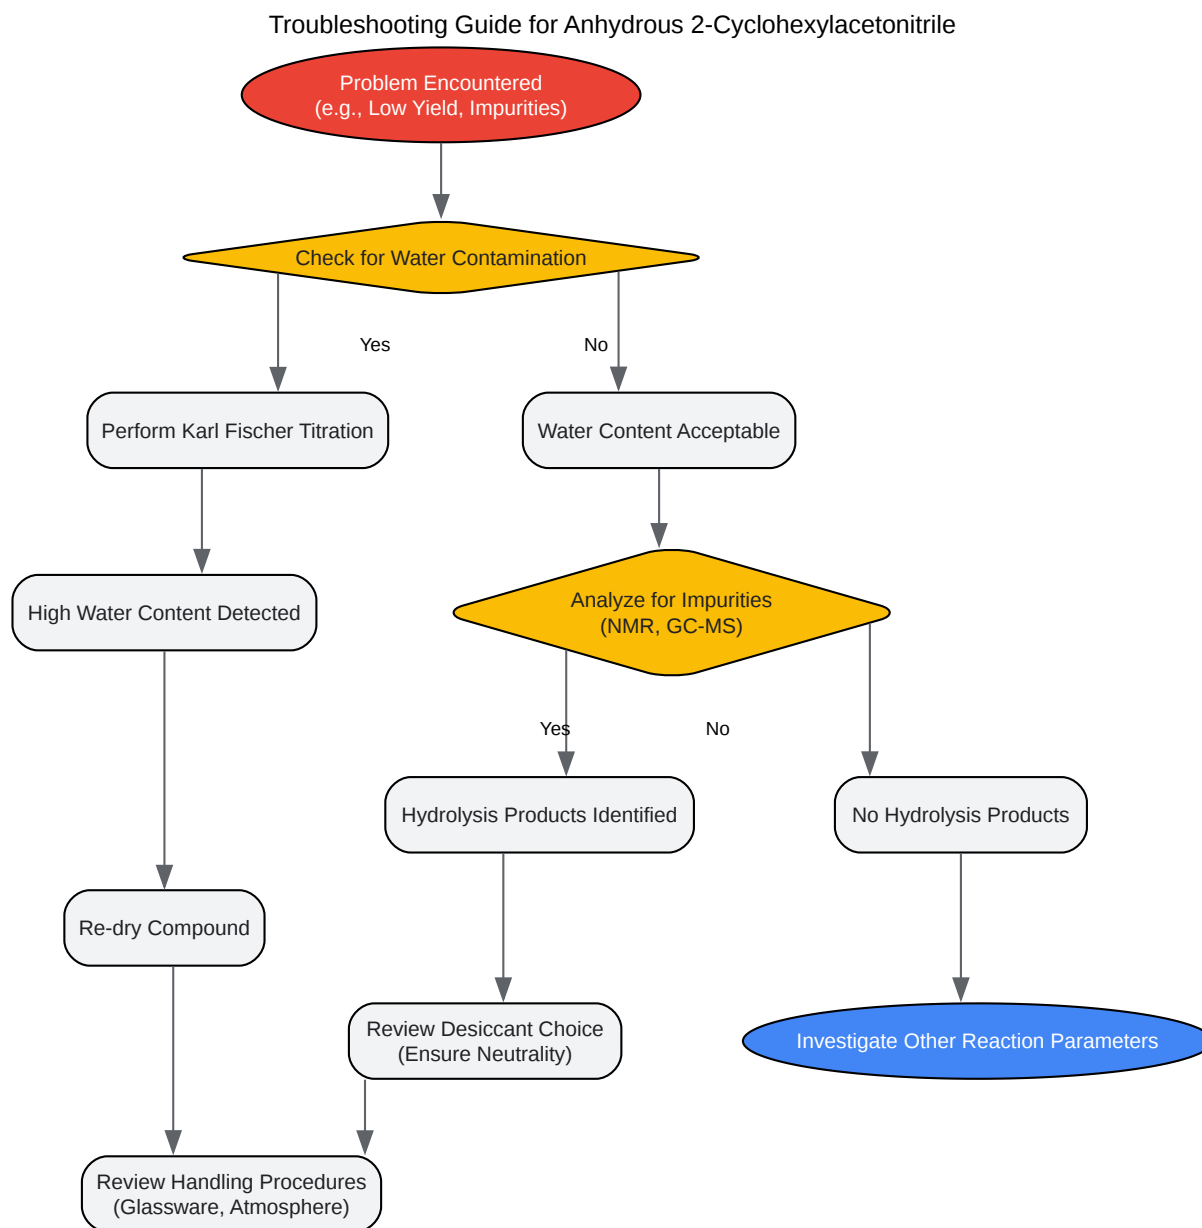 Troubleshooting Guide for Anhydrous 2-Cyclohexylacetonitrile
Problem Encountered
(e.g., Low Yield, Impurities)
Check for Water Contamination
Yes
No
Perform Karl Fischer Titration
Water Content Acceptable
High Water Content Detected
Analyze for Impurities
(NMR, GC-MS)
Yes
No
Hydrolysis Products Identified
No Hydrolysis Products
Re-dry Compound
Review Desiccant Choice
(Ensure Neutrality)
Investigate Other Reaction Parameters
Review Handling Procedures
(Glassware, Atmosphere)